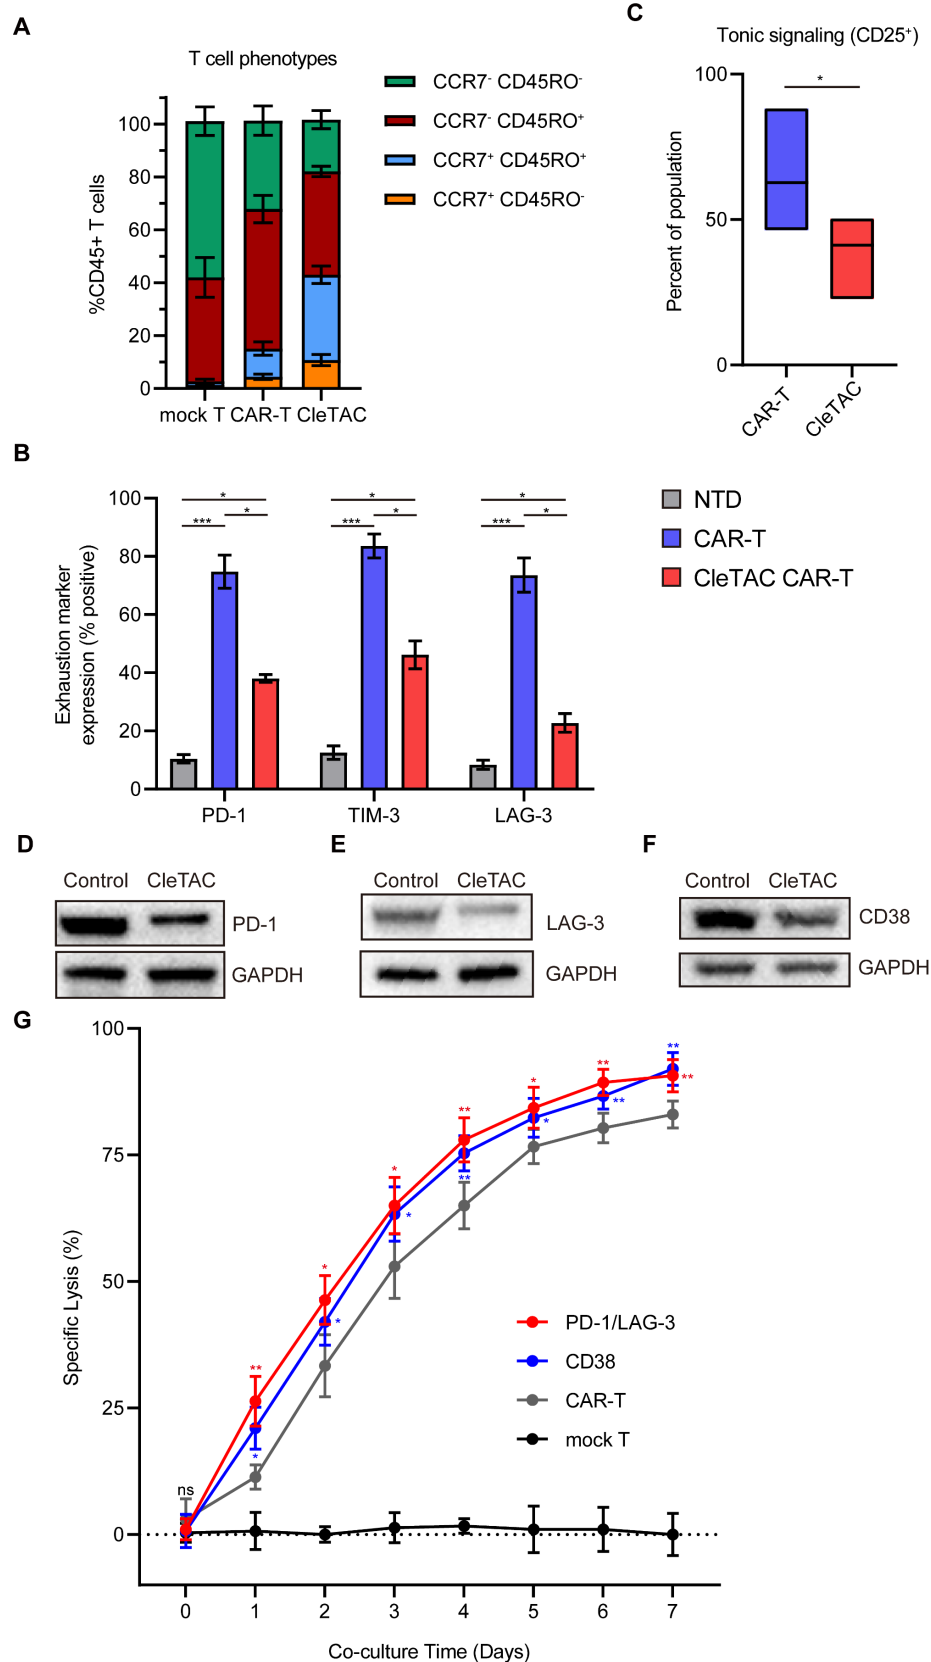 A
T cell phenotypes
CCR7⁻ CD45RO⁻
CCR7⁻ CD45RO⁺
CCR7⁺ CD45RO⁺
CCR7⁺ CD45RO⁻
%CD45+ T cells
100
80
60
40
20
0
mock T CAR-T CleTAC
C
Tonic signaling (CD25⁺)
Percent of population
100
50
0
*
CAR-T
CleTAC
B
Exhaustion marker
expression (% positive)
100
80
60
40
20
0
* * *
*** * *** * *** *
PD-1 TIM-3 LAG-3
NTD
CAR-T
CleTAC CAR-T
D
Control CleTAC
PD-1
GAPDH
E
Control CleTAC
LAG-3
GAPDH
F
Control CleTAC
CD38
GAPDH
G
Specific Lysis (%)
100
75
50
25
0
ns
**
*
*
*
*
*
**
**
*
*
**
**
**
**
PD-1/LAG-3
CD38
CAR-T
mock T
0 1 2 3 4 5 6 7
Co-culture Time (Days)